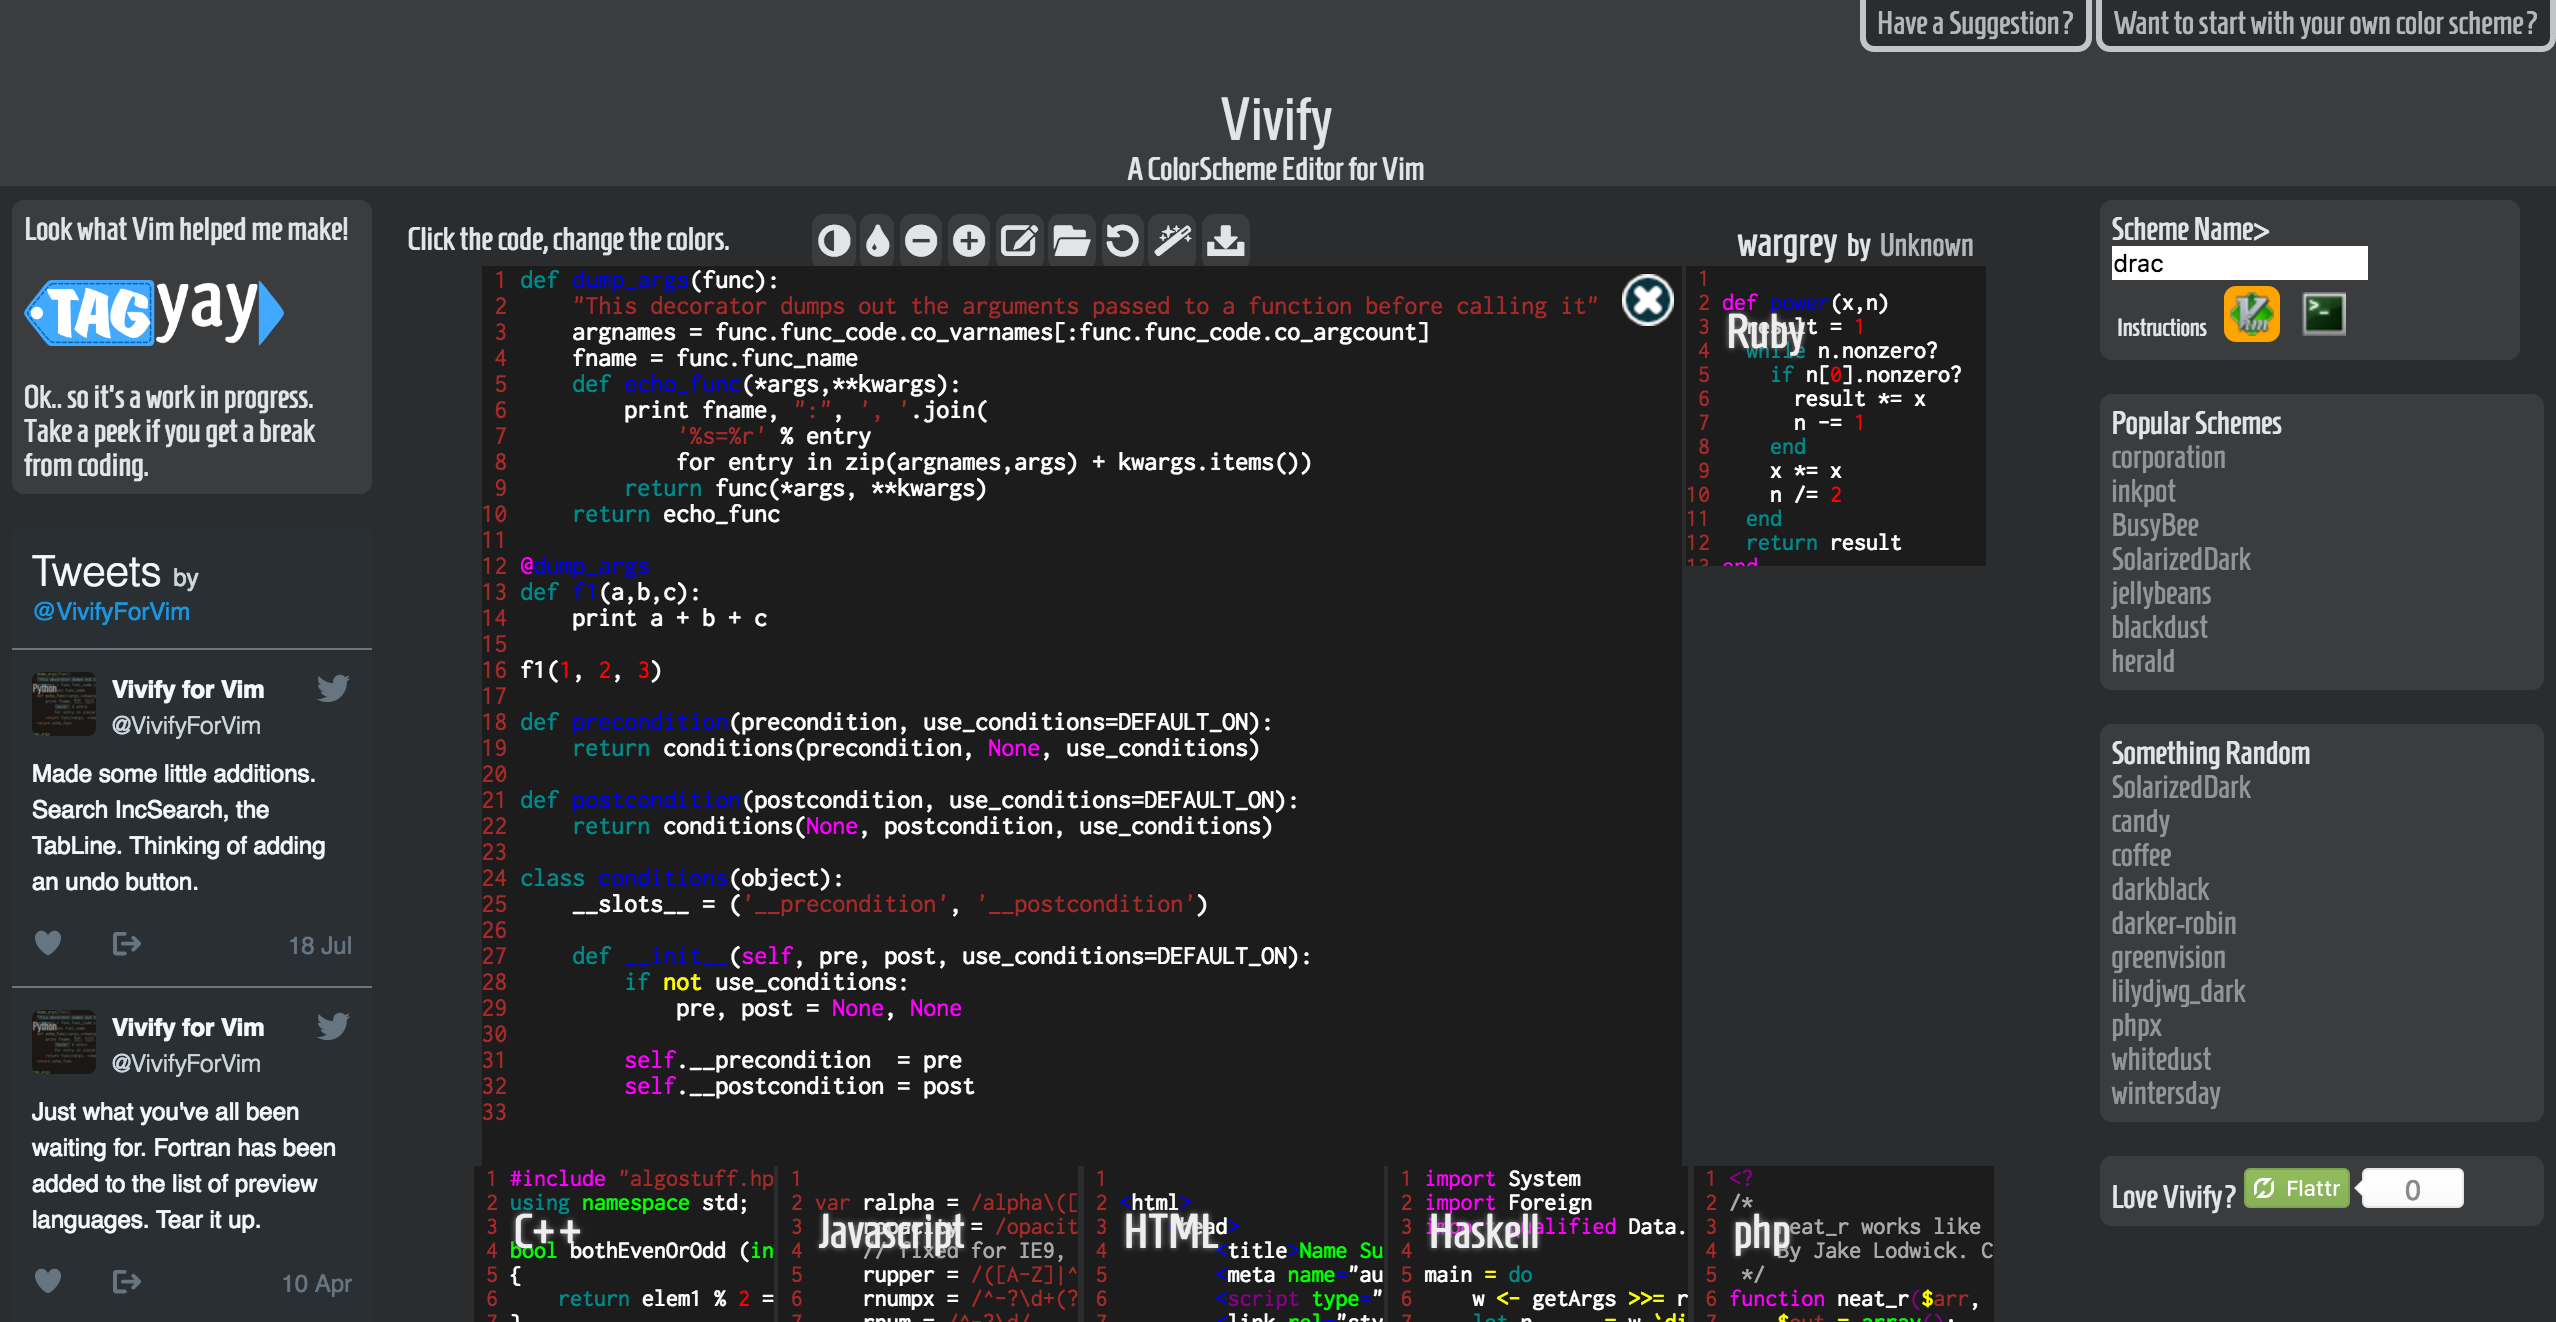 Have a Suggestion?
Want to start with your own color scheme?
Vivify
A ColorScheme Editor for Vim
Look what Vim helped me make!
TAGyay
Ok.. so it's a work in progress.
Take a peek if you get a break
from coding.
Tweets by
@VivifyForVim
Vivify for Vim
@VivifyForVim
Made some little additions.
Search IncSearch, the
TabLine. Thinking of adding
an undo button.
18 Jul
Vivify for Vim
@VivifyForVim
Just what you've all been
waiting for. Fortran has been
added to the list of preview
languages. Tear it up.
10 Apr
Click the code, change the colors.
wargrey by Unknown
1 def dump_args(func):
2     "This decorator dumps out the arguments passed to a function before calling it"
3     argnames = func.func_code.co_varnames[:func.func_code.co_argcount]
4     fname = func.func_name
5     def echo_func(*args,**kwargs):
6         print fname, ":", ', '.join(
7             '%s=%r' % entry
8             for entry in zip(argnames,args) + kwargs.items())
9         return func(*args, **kwargs)
10     return echo_func
11
12 @dump_args
13 def f1(a,b,c):
14     print a + b + c
15
16 f1(1, 2, 3)
17
18 def precondition(precondition, use_conditions=DEFAULT_ON):
19     return conditions(precondition, None, use_conditions)
20
21 def postcondition(postcondition, use_conditions=DEFAULT_ON):
22     return conditions(None, postcondition, use_conditions)
23
24 class conditions(object):
25     __slots__ = ('__precondition', '__postcondition')
26
27     def __init__(self, pre, post, use_conditions=DEFAULT_ON):
28         if not use_conditions:
29             pre, post = None, None
30
31         self.__precondition  = pre
32         self.__postcondition = post
33
Ruby
1
2 def power(x,n)
3   result = 1
4   while n.nonzero?
5     if n[0].nonzero?
6       result *= x
7       n -= 1
8     end
9     x *= x
10     n /= 2
11   end
12   return result
13 end
C++
1 #include "algostuff.hp
2 using namespace std;
3
4 bool bothEvenOrOdd (in
5 {
6     return elem1 % 2 =
7 }
Javascript
1
2 var ralpha = /alpha\([
3     ropacity = /opacit
4     // fixed for IE9,
5     rupper = /([A-Z]|^
6     rnumpx = /^-?\d+(?
7     rnum = /^-?\d/
HTML
1
2 <html>
3     <head>
4         <title>Name Su
5         <meta name="au
6         <script type="
7         <link rel="sty
Haskell
1 import System
2 import Foreign
3 import qualified Data.
4
5 main = do
6     w <- getArgs >>= r
7     let n
php
1 <?
2 /*
3     neat_r works like
4    By Jake Lodwick. C
5  */
6 function neat_r($arr,
7     $out = array();
Scheme Name>
drac
Instructions
Popular Schemes
corporation
inkpot
BusyBee
SolarizedDark
jellybeans
blackdust
herald
Something Random
SolarizedDark
candy
coffee
darkblack
darker-robin
greenvision
lilydjwg_dark
phpx
whitedust
wintersday
Love Vivify?
Flattr
0